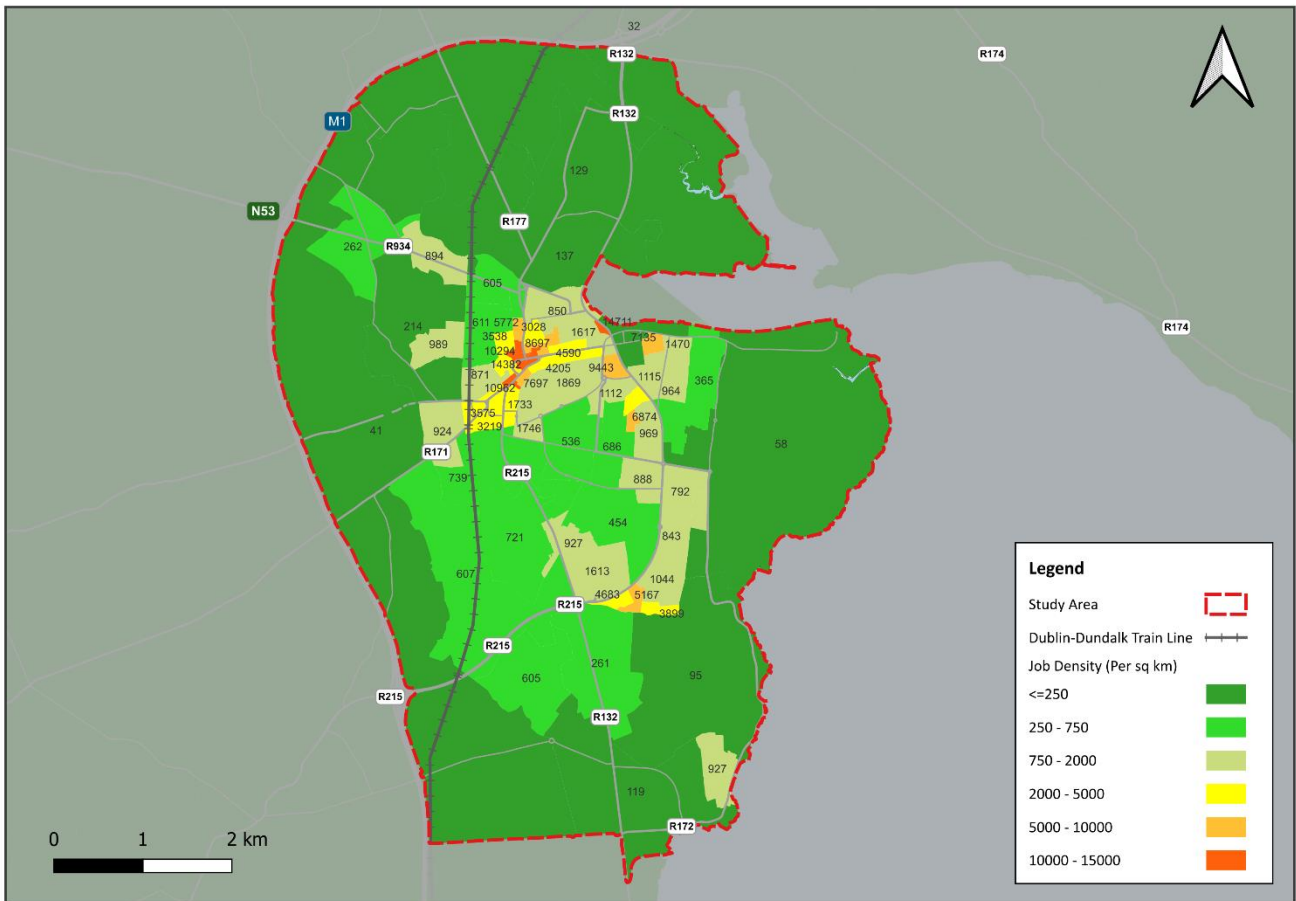 32
R132
R174
M1
R132
129
N53
R177
262
R934
894
137
605
R174
214
611 5772
3028
850
14711
3538
8697
1617
7135
1470
989
10294
4590
14382
4205
9443
871
365
10962
7697
1869
1112
1115
964
3575
1733
6874
924
3219
1746
536
686
969
41
58
R171
739
R215
888
792
454
721
927
843
607
1613
1044
4683
5167
R215
3899
R215
261
605
95
R215
R132
927
119
R172
0 1 2 km
Legend
Study Area
Dublin-Dundalk Train Line
Job Density (Per sq km)
<=250
250 - 750
750 - 2000
2000 - 5000
5000 - 10000
10000 - 15000